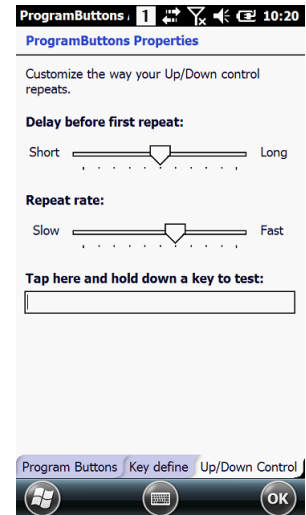 ProgramButtons 1 10:20
ProgramButtons Properties
Customize the way your Up/Down control
repeats.
Delay before first repeat:
Short Long
Repeat rate:
Slow Fast
Tap here and hold down a key to test:
Program Buttons Key define Up/Down Control
OK